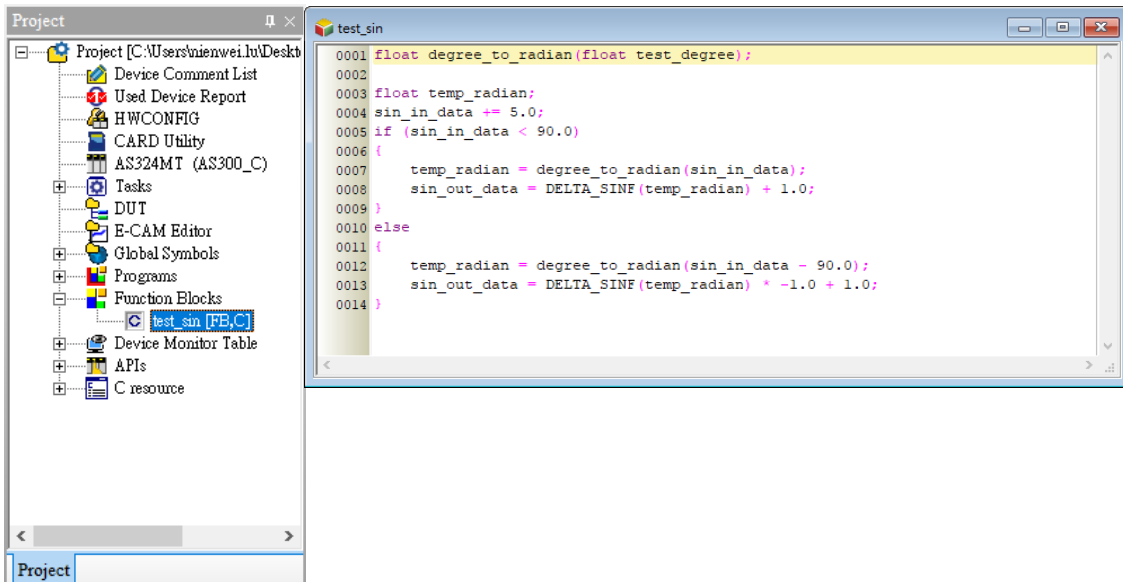 Project
Project [C:\Users\nienwei.lu\Deskt
Device Comment List
Used Device Report
HWCONFIG
CARD Utility
AS324MT (AS300_C)
Tasks
DUT
E-CAM Editor
Global Symbols
Programs
Function Blocks
test_sin [FB,C]
Device Monitor Table
APIs
C resource
Project
test_sin
0001 float degree_to_radian(float test_degree);
0002
0003 float temp_radian;
0004 sin_in_data += 5.0;
0005 if (sin_in_data < 90.0)
0006 {
0007     temp_radian = degree_to_radian(sin_in_data);
0008     sin_out_data = DELTA_SINF(temp_radian) + 1.0;
0009 }
0010 else
0011 {
0012     temp_radian = degree_to_radian(sin_in_data - 90.0);
0013     sin_out_data = DELTA_SINF(temp_radian) * -1.0 + 1.0;
0014 }